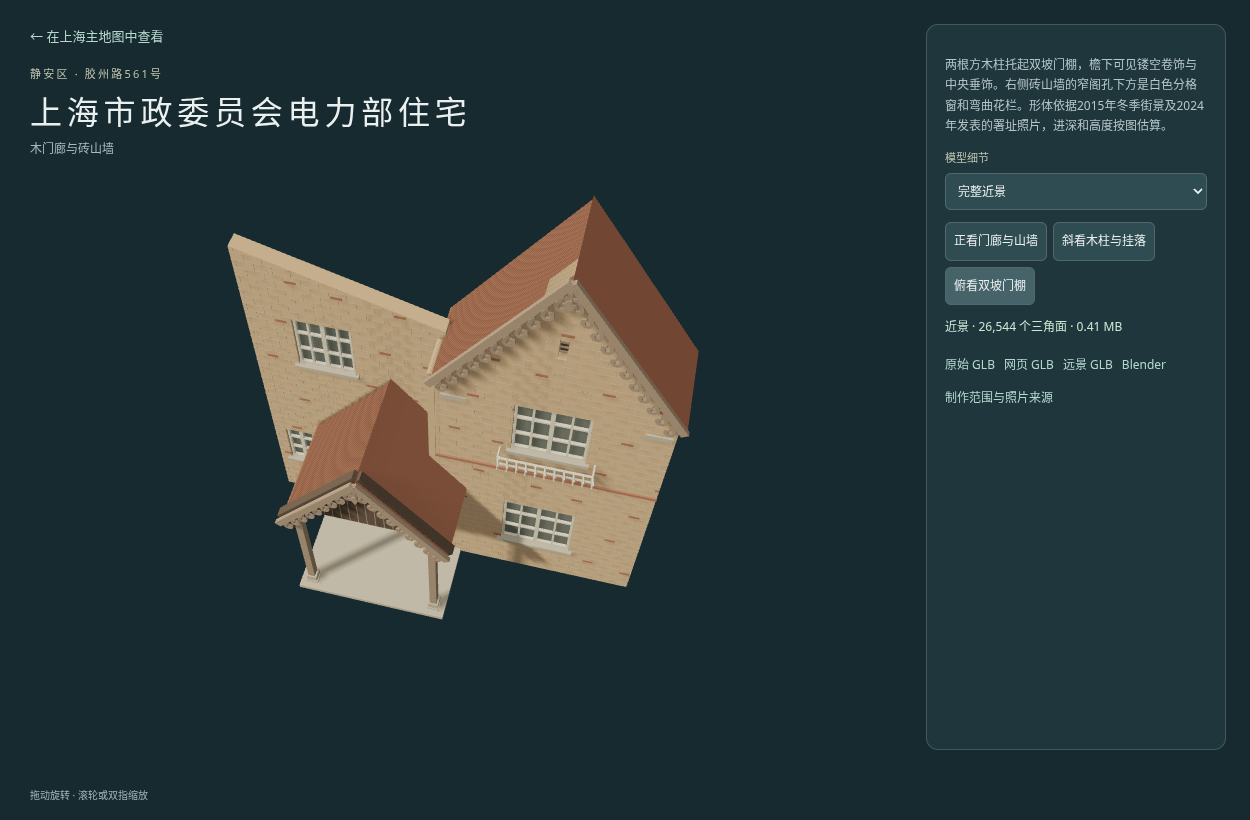 ← 在上海主地图中查看
静安区 · 胶州路561号
上海市政委员会电力部住宅
木门廊与砖山墙
两根方木柱托起双坡门棚，檐下可见镂空卷饰与
中央垂饰。右侧砖山墙的窄阁孔下方是白色分格
窗和弯曲花栏。形体依据2015年冬季街景及2024
年发表的署址照片，进深和高度按图估算。
模型细节
完整近景
正看门廊与山墙 斜看木柱与挂落
俯看双坡门棚
近景 · 26,544 个三角面 · 0.41 MB
原始 GLB 网页 GLB 远景 GLB Blender
制作范围与照片来源
拖动旋转 · 滚轮或双指缩放